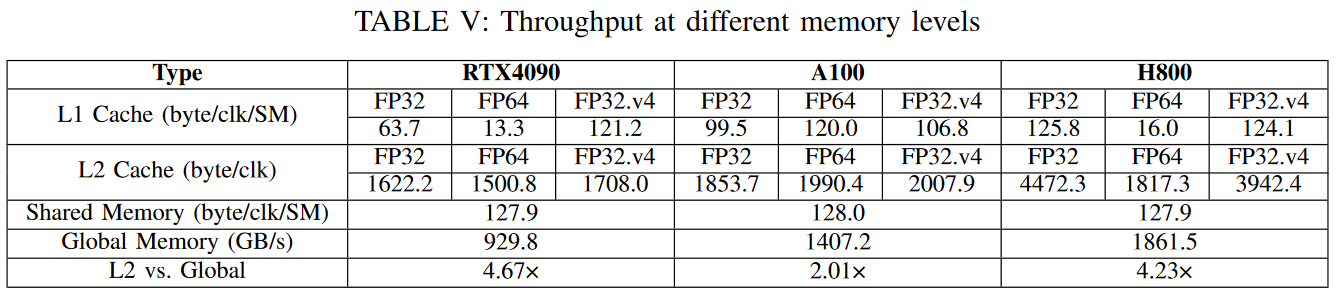 TABLE V: Throughput at different memory levels
Type RTX4090 A100 H800
L1 Cache (byte/clk/SM) FP32 FP64 FP32.v4 FP32 FP64 FP32.v4 FP32 FP64 FP32.v4
63.7 13.3 121.2 99.5 120.0 106.8 125.8 16.0 124.1
L2 Cache (byte/clk) FP32 FP64 FP32.v4 FP32 FP64 FP32.v4 FP32 FP64 FP32.v4
1622.2 1500.8 1708.0 1853.7 1990.4 2007.9 4472.3 1817.3 3942.4
Shared Memory (byte/clk/SM) 127.9 128.0 127.9
Global Memory (GB/s) 929.8 1407.2 1861.5
L2 vs. Global 4.67× 2.01× 4.23×